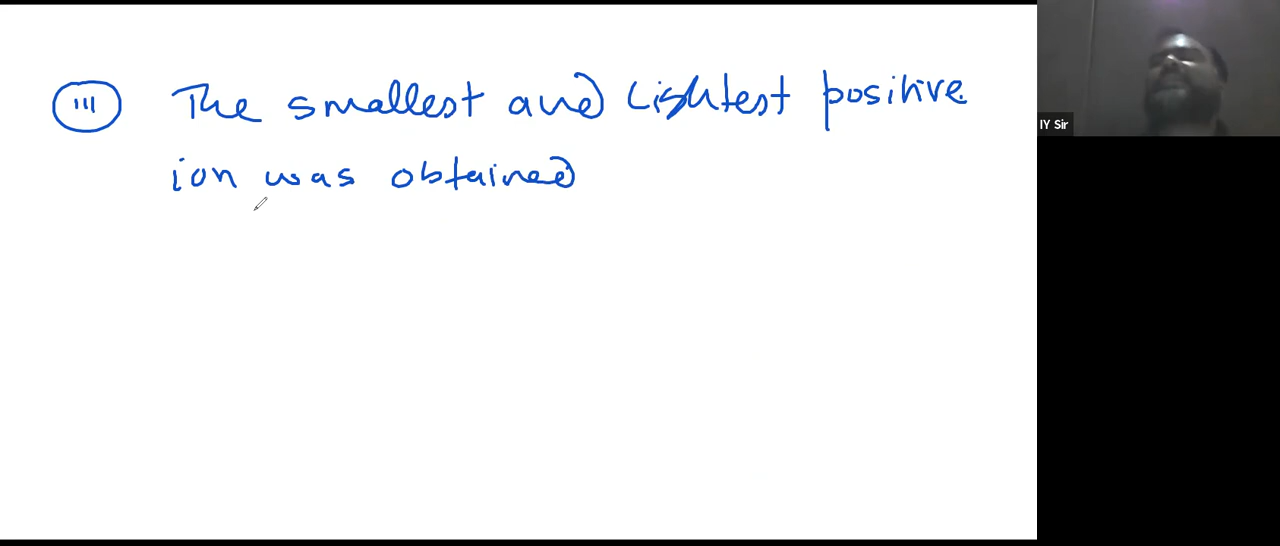 (III) The smallest and Lightest positive
ion was obtained
IY Sir